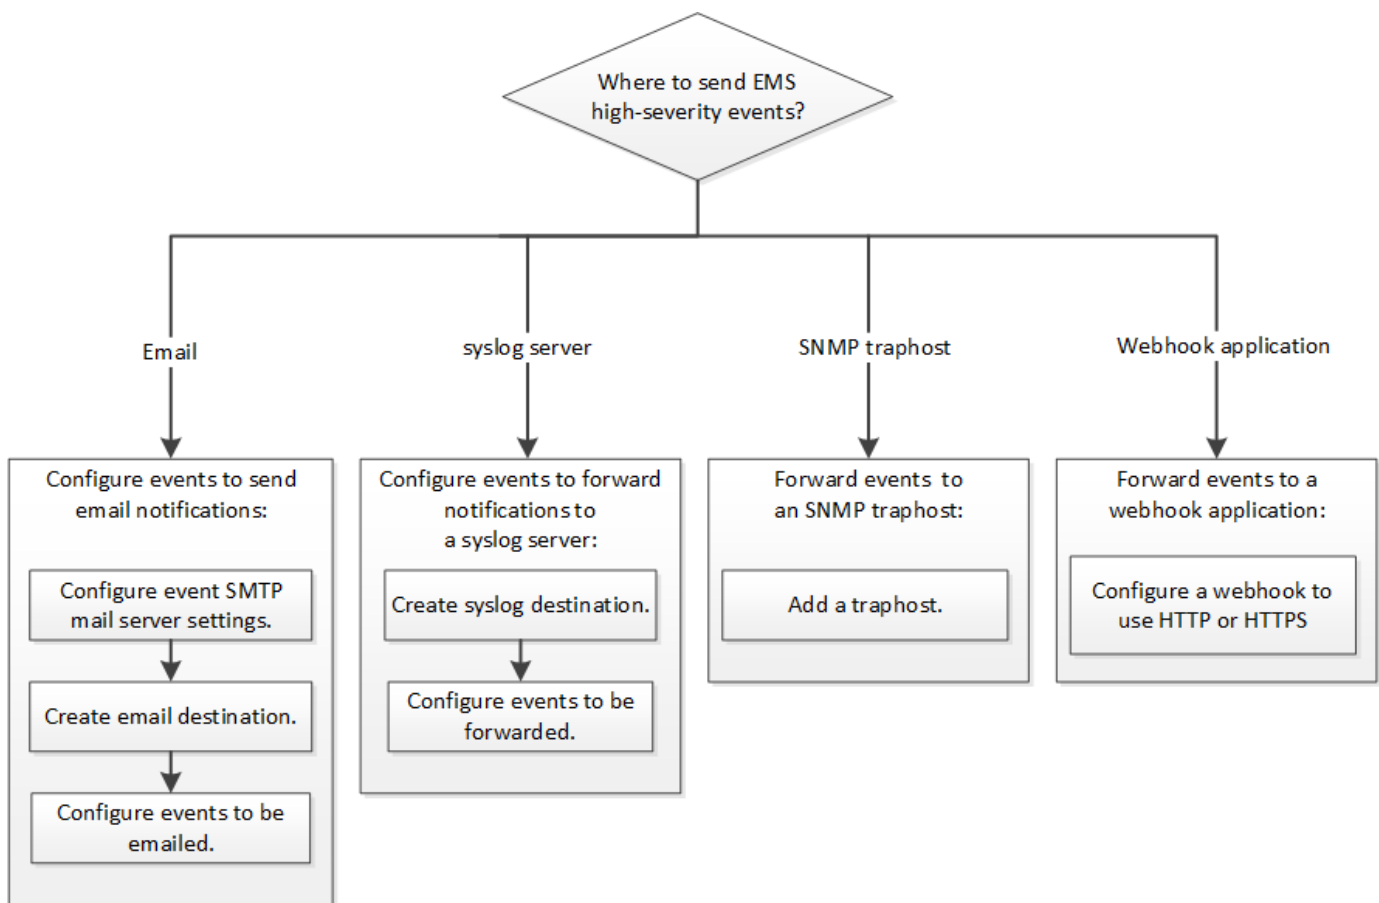 Where to send EMS
high-severity events?
Email
syslog server
SNMP traphost
Webhook application
Configure events to send
email notifications:
Configure event SMTP
mail server settings.
Create email destination.
Configure events to be
emailed.
Configure events to forward
notifications to
a syslog server:
Create syslog destination.
Configure events to be
forwarded.
Forward events to
an SNMP traphost:
Add a traphost.
Forward events to a
webhook application:
Configure a webhook to
use HTTP or HTTPS